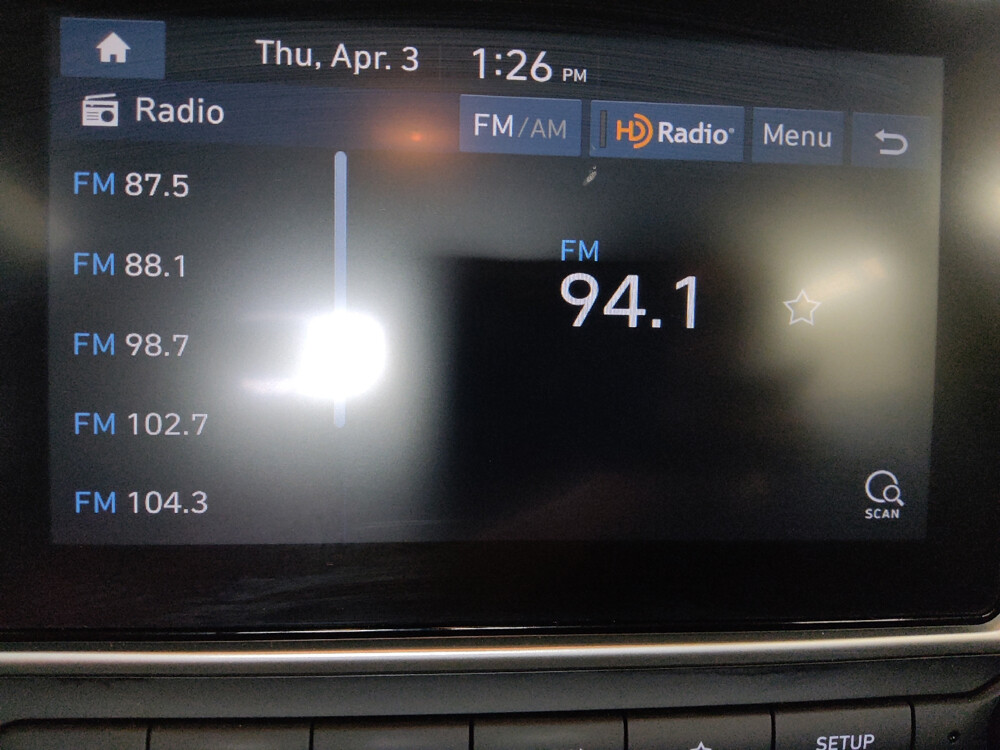 Thu, Apr. 3 1:26 PM
Radio FM/AM HD Radio® Menu
FM 87.5
FM 88.1
FM 98.7
FM 102.7
FM 104.3
FM
94.1
SCAN
SETUP